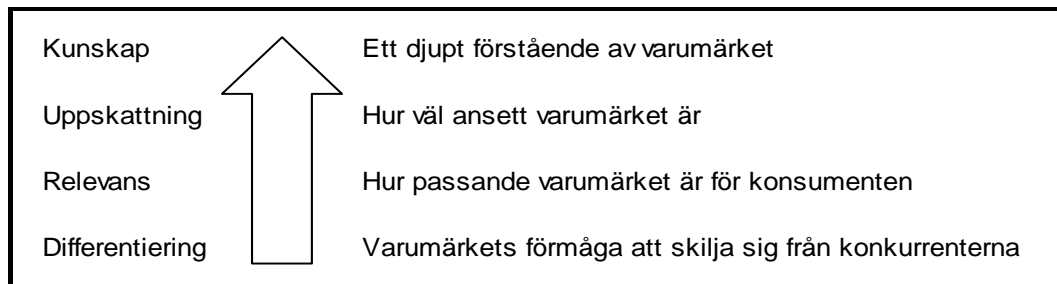 Kunskap Ett djupt förstående av varumärket
Uppskattning Hur väl ansett varumärket är
Relevans Hur passande varumärket är för konsumenten
Differentiering Varumärkets förmåga att skilja sig från konkurrenterna